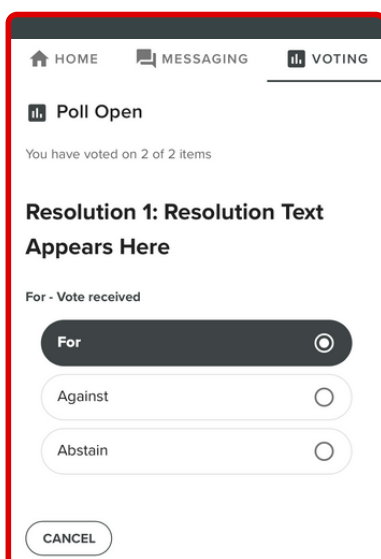 HOME MESSAGING VOTING
Poll Open
You have voted on 2 of 2 items
Resolution 1: Resolution Text
Appears Here
For - Vote received
For
Against
Abstain
CANCEL